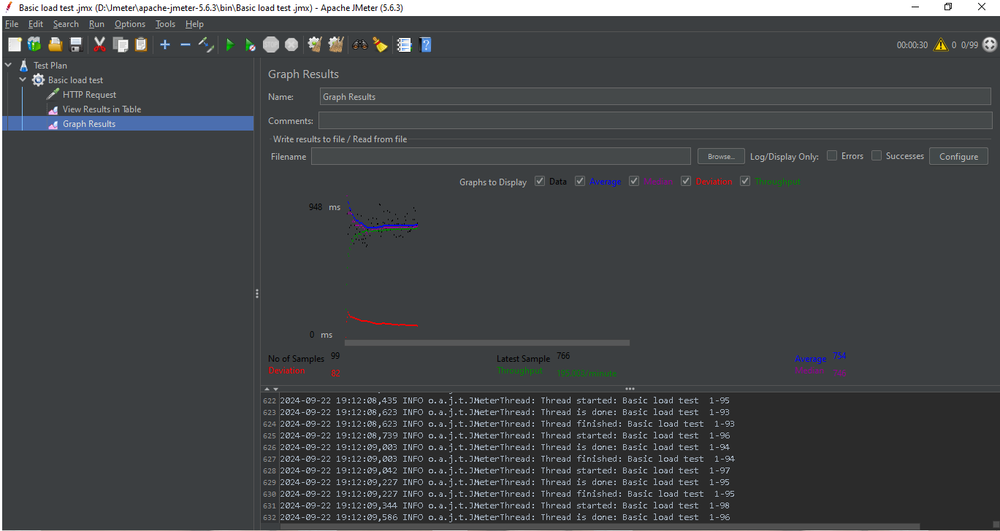 Basic load test .jmx (D:\Jmeter\apache-jmeter-5.6.3\bin\Basic load test .jmx) - Apache JMeter (5.6.3)
File Edit Search Run Options Tools Help
STOP 00:00:30 0 0/99
Test Plan
Basic load test
HTTP Request
View Results in Table
Graph Results
Graph Results
Name: Graph Results
Comments:
Write results to file / Read from file
Filename Browse... Log/Display Only: Errors Successes Configure
Graphs to Display Data Average Median Deviation Throughput
948 ms
0 ms
No of Samples 99 Latest Sample 766 Average 754
Deviation 82 Throughput 195.003/minute Median
622 2024-09-22 19:12:08,435 INFO o.a.j.t.JMeterThread: Thread started: Basic load test 1-95
623 2024-09-22 19:12:08,623 INFO o.a.j.t.JMeterThread: Thread is done: Basic load test 1-93
624 2024-09-22 19:12:08,623 INFO o.a.j.t.JMeterThread: Thread finished: Basic load test 1-93
625 2024-09-22 19:12:08,739 INFO o.a.j.t.JMeterThread: Thread started: Basic load test 1-96
626 2024-09-22 19:12:09,003 INFO o.a.j.t.JMeterThread: Thread is done: Basic load test 1-94
627 2024-09-22 19:12:09,003 INFO o.a.j.t.JMeterThread: Thread finished: Basic load test 1-94
628 2024-09-22 19:12:09,042 INFO o.a.j.t.JMeterThread: Thread started: Basic load test 1-97
629 2024-09-22 19:12:09,227 INFO o.a.j.t.JMeterThread: Thread is done: Basic load test 1-95
630 2024-09-22 19:12:09,227 INFO o.a.j.t.JMeterThread: Thread finished: Basic load test 1-95
631 2024-09-22 19:12:09,344 INFO o.a.j.t.JMeterThread: Thread started: Basic load test 1-98
632 2024-09-22 19:12:09,586 INFO o.a.j.t.JMeterThread: Thread is done: Basic load test 1-96